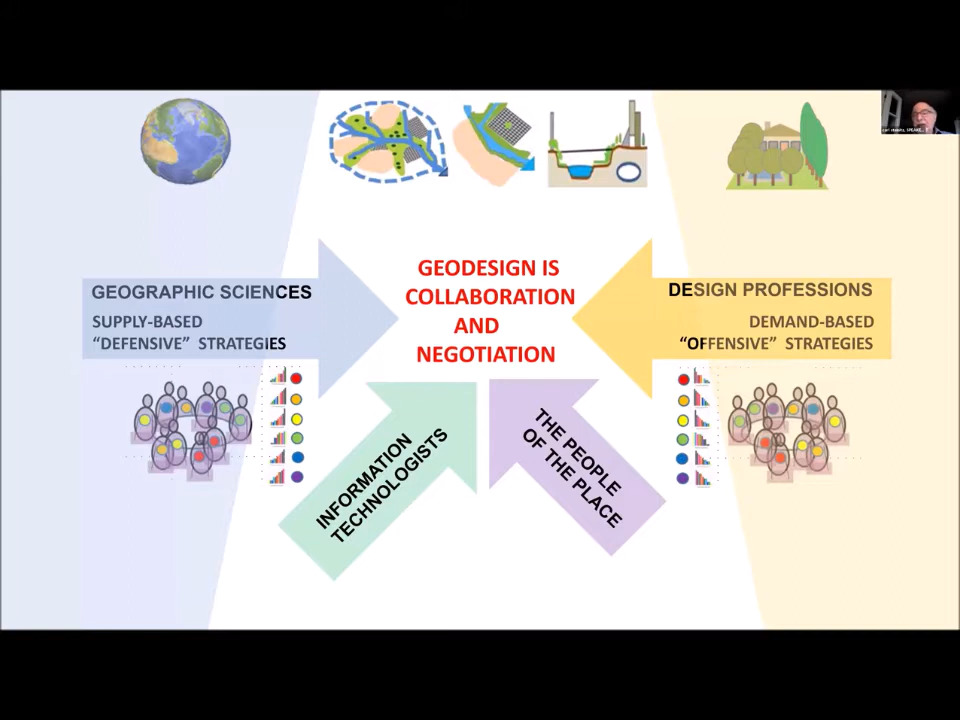 GEODESIGN IS
COLLABORATION
AND
NEGOTIATION
GEOGRAPHIC SCIENCES
SUPPLY-BASED
“DEFENSIVE” STRATEGIES
DESIGN PROFESSIONS
DEMAND-BASED
“OFFENSIVE” STRATEGIES
INFORMATION
TECHNOLOGISTS
THE PEOPLE
OF THE PLACE